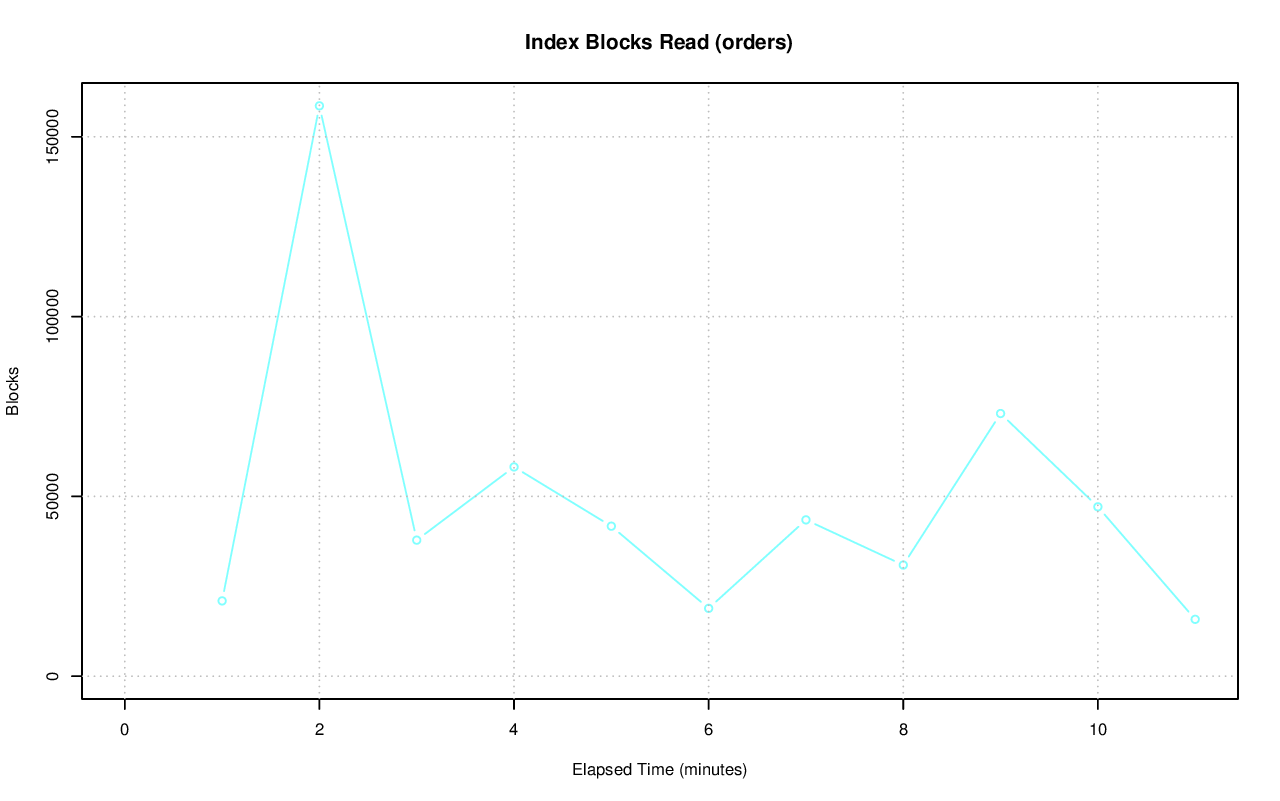 Index Blocks Read (orders)
150000
100000
50000
0
Blocks
0 2 4 6 8 10
Elapsed Time (minutes)